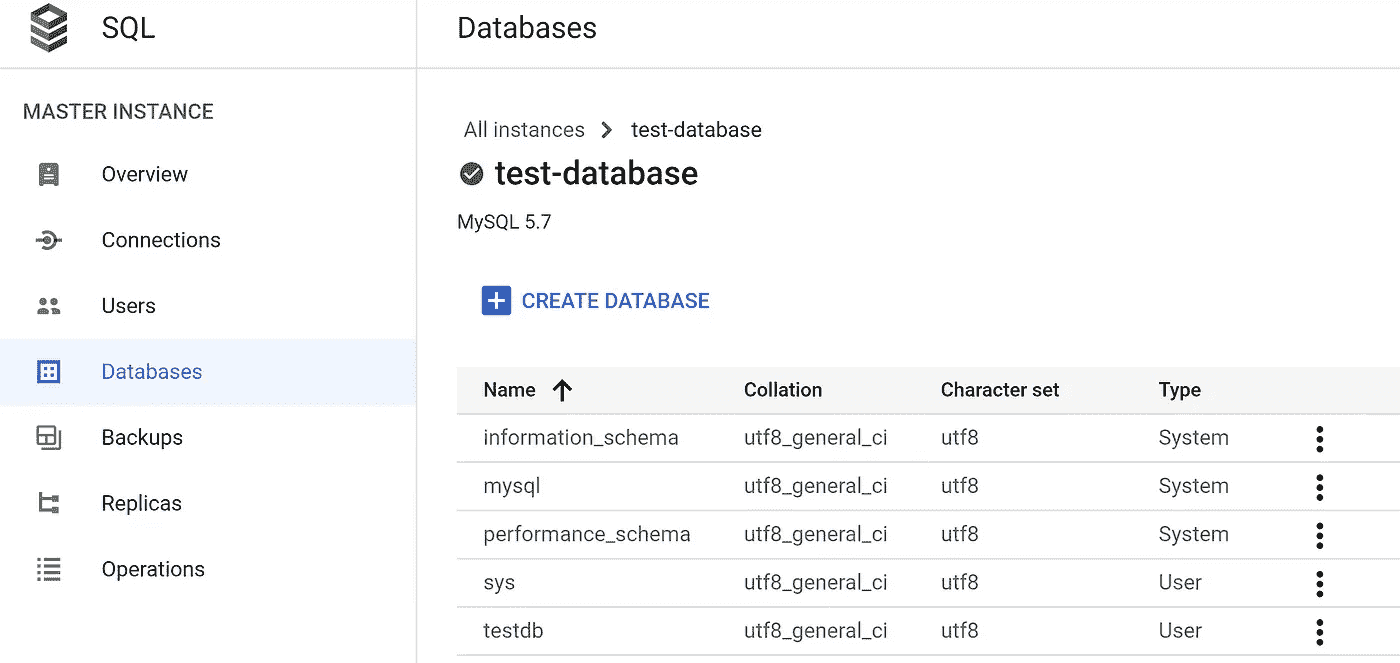 SQL
Databases
MASTER INSTANCE
Overview
Connections
Users
Databases
Backups
Replicas
Operations
All instances > test-database
test-database
MySQL 5.7
CREATE DATABASE
Name Collation Character set Type
information_schema utf8_general_ci utf8 System
mysql utf8_general_ci utf8 System
performance_schema utf8_general_ci utf8 System
sys utf8_general_ci utf8 User
testdb utf8_general_ci utf8 User